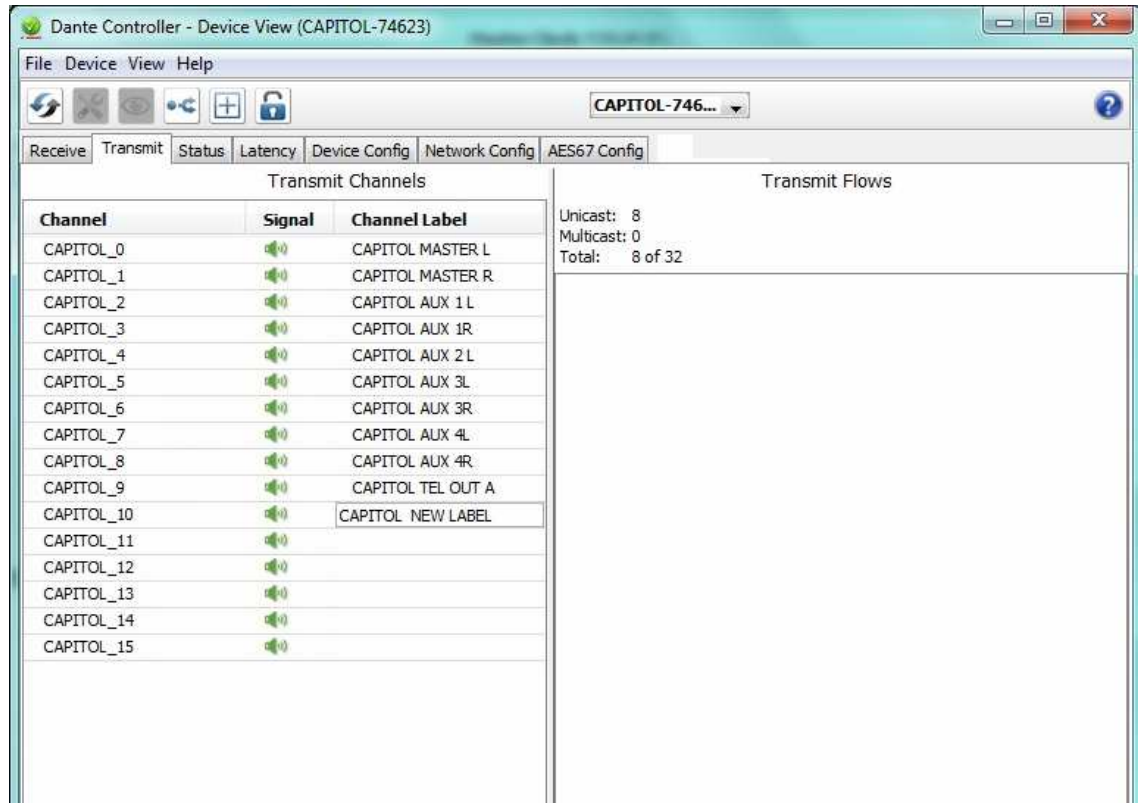 Dante Controller - Device View (CAPITOL-74623)
File Device View Help
CAPITOL-746...
Receive Transmit Status Latency Device Config Network Config AES67 Config
Transmit Channels
Channel Signal Channel Label
CAPITOL_0 CAPITOL MASTER L
CAPITOL_1 CAPITOL MASTER R
CAPITOL_2 CAPITOL AUX 1 L
CAPITOL_3 CAPITOL AUX 1R
CAPITOL_4 CAPITOL AUX 2 L
CAPITOL_5 CAPITOL AUX 3L
CAPITOL_6 CAPITOL AUX 3R
CAPITOL_7 CAPITOL AUX 4L
CAPITOL_8 CAPITOL AUX 4R
CAPITOL_9 CAPITOL TEL OUT A
CAPITOL_10 CAPITOL NEW LABEL
CAPITOL_11
CAPITOL_12
CAPITOL_13
CAPITOL_14
CAPITOL_15
Transmit Flows
Unicast: 8
Multicast: 0
Total: 8 of 32